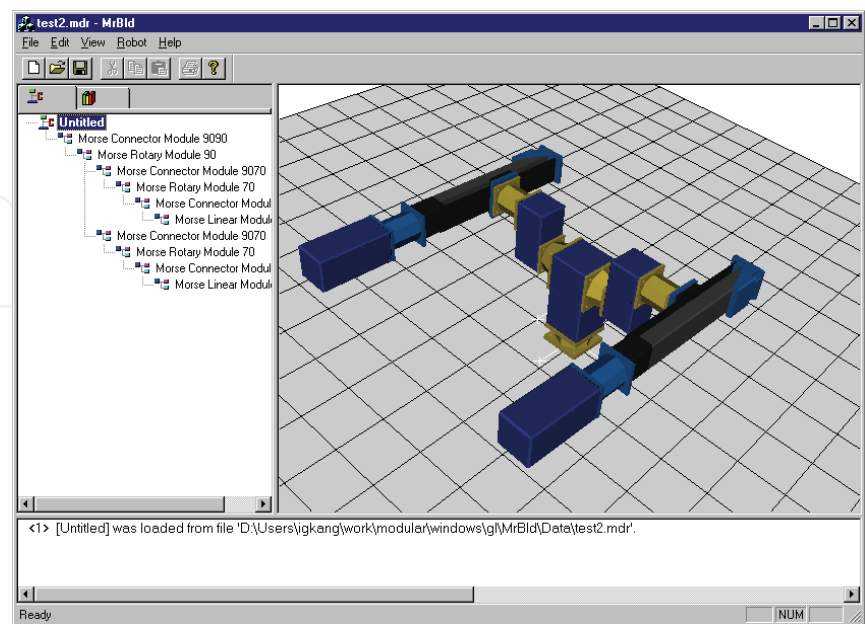 test2.mdr - MrBld
File Edit View Robot Help
Untitled
Morse Connector Module 9090
Morse Rotary Module 90
Morse Connector Module 9070
Morse Rotary Module 70
Morse Connector Modul
Morse Linear Modul
Morse Connector Module 9070
Morse Rotary Module 70
Morse Connector Modul
Morse Linear Modul
<1> [Untitled] was loaded from file 'D:\Users\igkang\work\modular\windows\gl\MrBld\Data\test2.mdr'.
Ready NUM